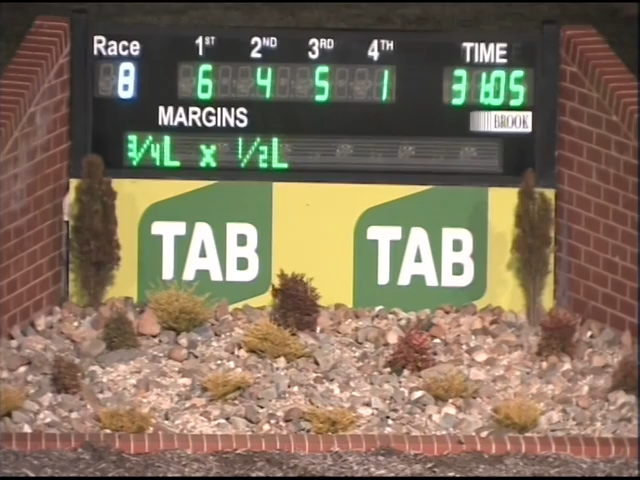 Race 1ST 2ND 3RD 4TH TIME
8 6 4 5 1 31:05
MARGINS BROOK
3/4L x 1/2L
TAB TAB